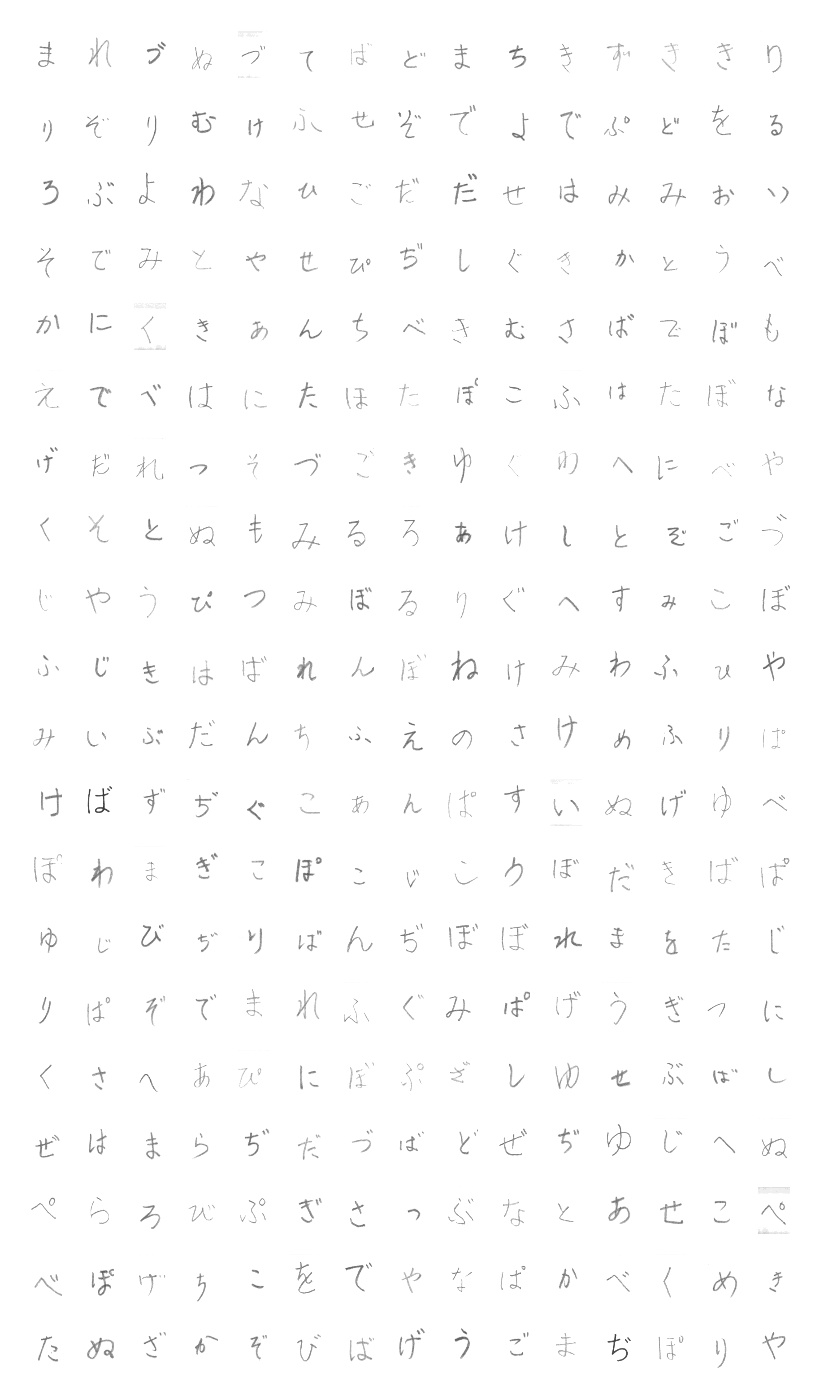 まれづぬづてばどまちきずききり
りぞりむけふせぞでよでぷどをる
ろぶよわなひごだだせはみみおい
そでみとやせぴぢしぐきかとうべ
かにくきあんちべきむさばでぼも
えでべはにたほたぽこふはたぼな
げだれっそづごきゆぐゆへにべや
くそとぬもみるろあけしとぞごづ
じやうぴつみぼるりぐへすみこぼ
ふじきはばれんぼねけみわふひや
みいぶだんちふえのさけめふりぱ
けばずぢぐこあんぱすいぬげゆべ
ぽわまぎこぽこじしうぼだきばぱ
ゆじびぢりばんぢぼぼれまをたじ
りぱぞでまれふぐみぱげうぎつに
くさへあぴにぼぷざしゆせぶばし
ぜはまらぢだづばどぜぢゆじへぬ
ぺらろびぷぎさっぶなとあせこぺ
べぽげちこをでやなぱかべくめき
たぬざかぞびばげうごまぢぽりや